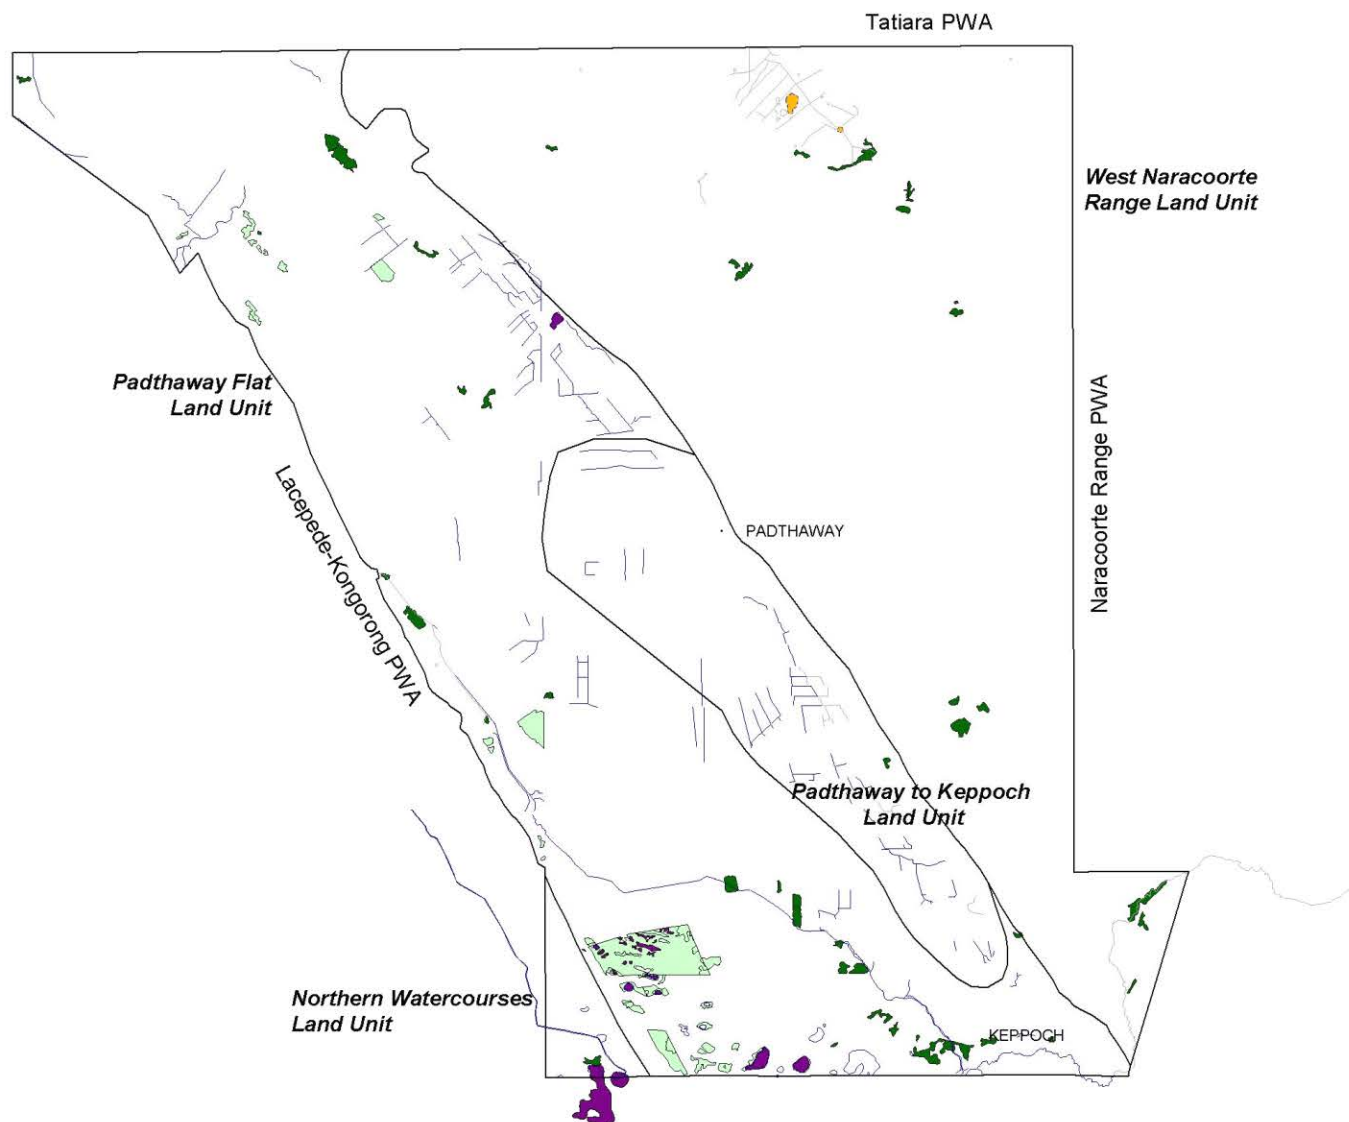 Tatiara PWA
West Naracoorte
Range Land Unit
Padthaway Flat
Land Unit
Naracoorte Range PWA
Lacepede-Kongorong PWA
PADTHAWAY
Padthaway to Keppoch
Land Unit
Northern Watercourses
Land Unit
KEPPOCH